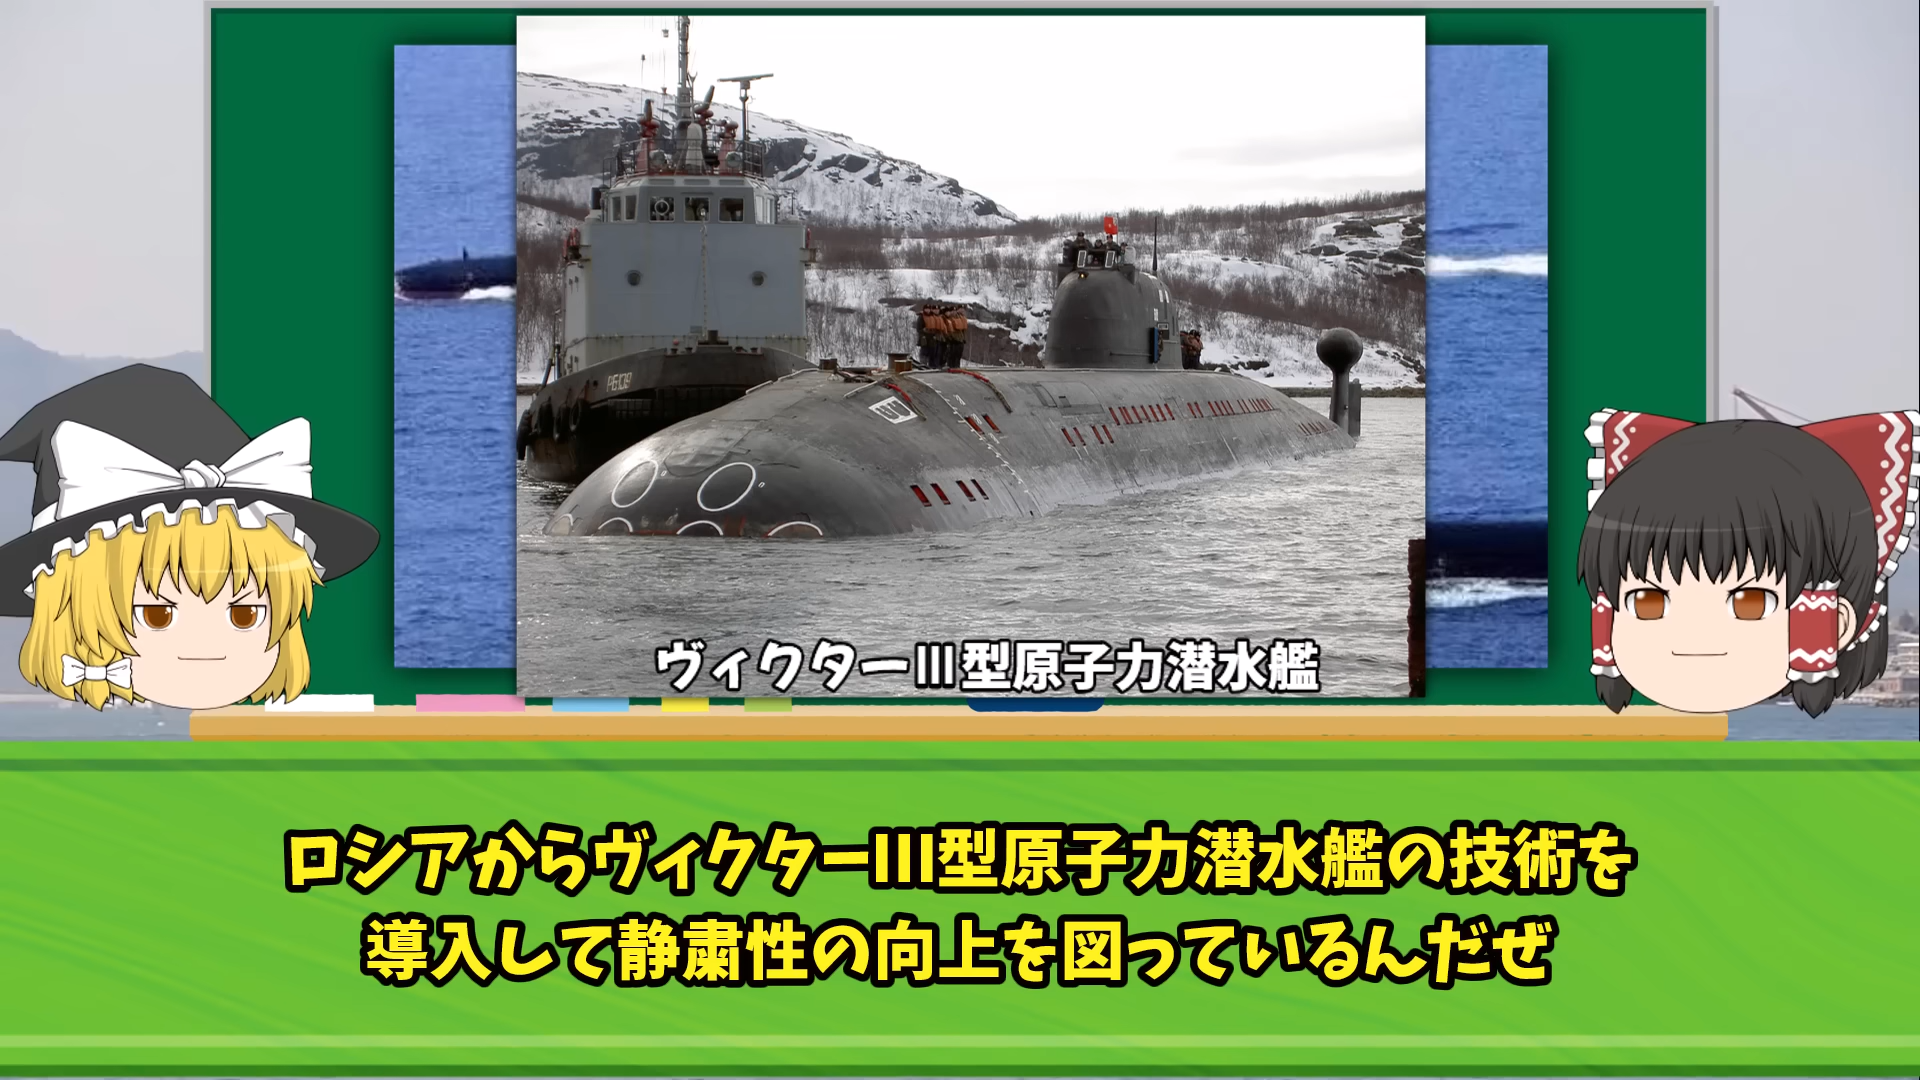 PБ-108
ヴィクターⅢ型原子力潜水艦
ロシアからヴィクターⅢ型原子力潜水艦の技術を
導入して静粛性の向上を図っているんだぜ